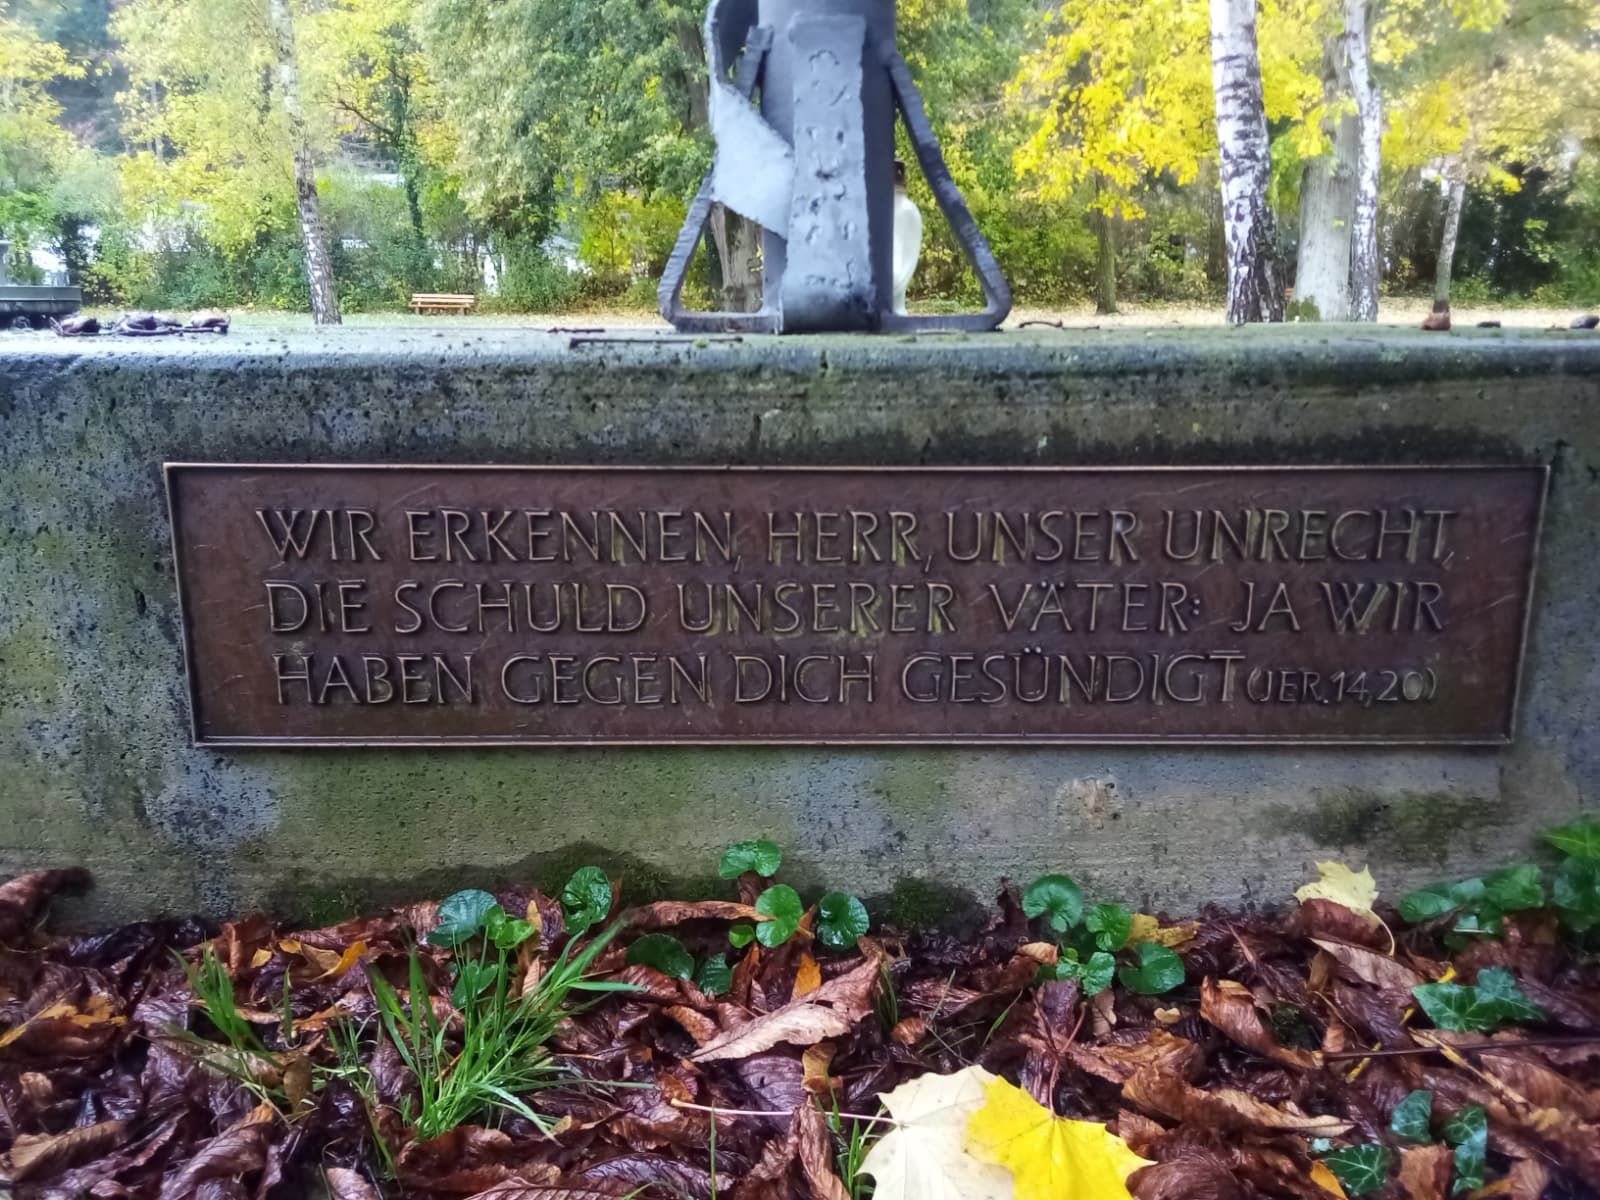 WIR ERKENNEN, HERR, UNSER UNRECHT,
DIE SCHULD UNSERER VÄTER: JA WIR
HABEN GEGEN DICH GESÜNDIGT (JER. 14,20)